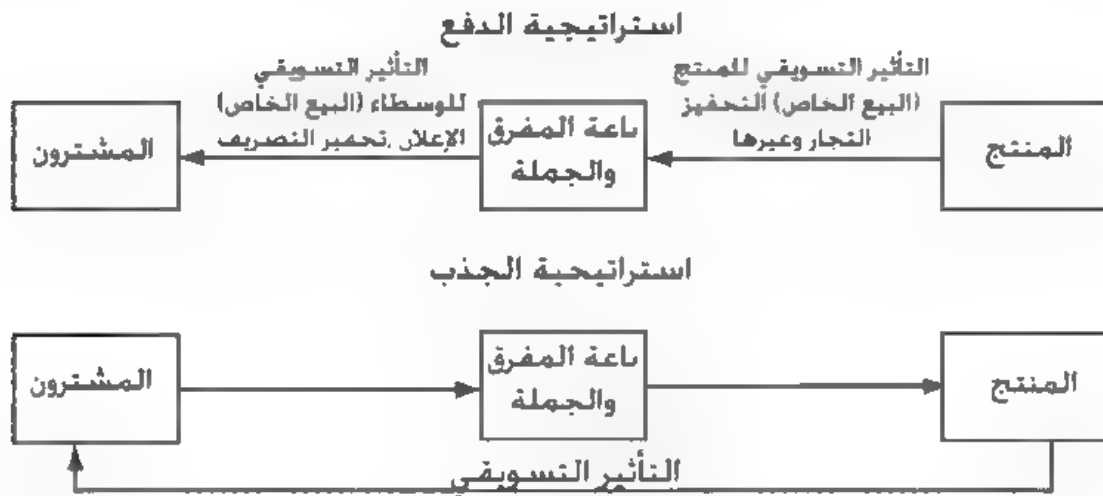 استراتيجية الدفع
المنتج
التأثير التسويقي للمنتج
(البيع الخاص) التحفيز
التجار وغيرها
باعة المفرق
والجملة
التأثير التسويقي
للوسطاء (البيع الخاص)
الإعلان .تحفيز التصريف
المشترون
استراتيجية الجذب
المنتج
باعة المفرق
والجملة
المشترون
التأثير التسويقي